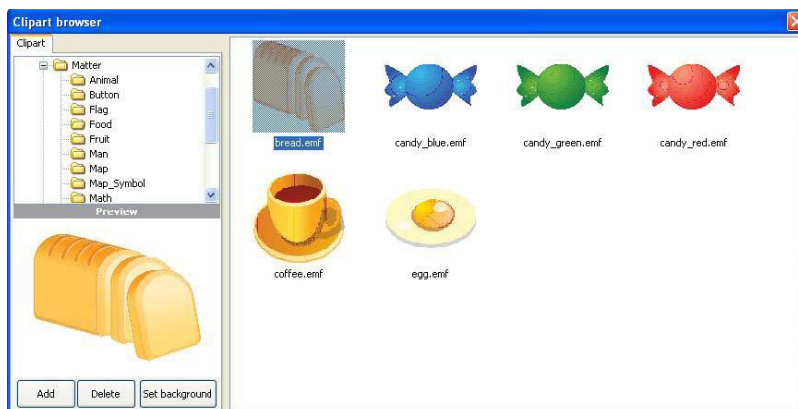 Clipart browser
Clipart
Matter
Animal
Button
Flag
Food
Fruit
Man
Map
Map_Symbol
Math
Preview
Add Delete Set background
bread.emf candy_blue.emf candy_green.emf candy_red.emf
coffee.emf egg.emf